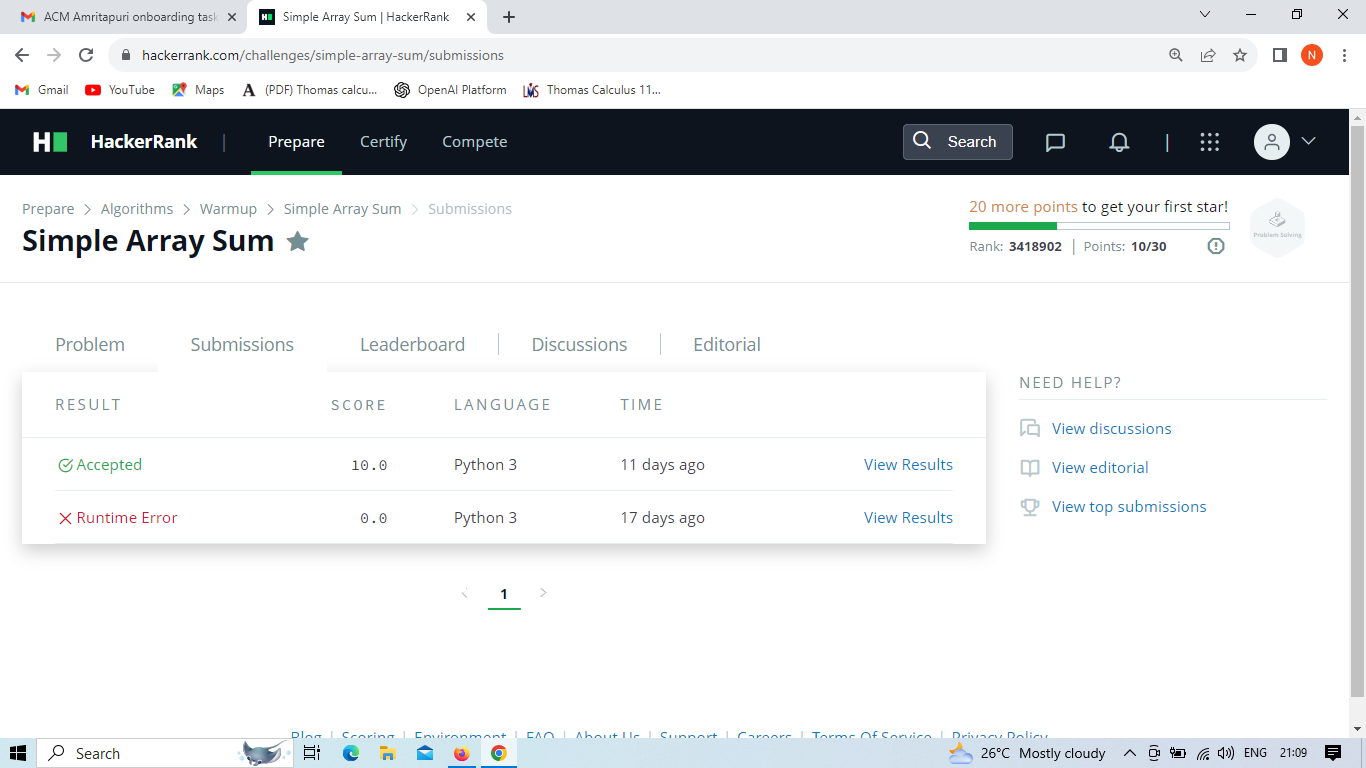 ACM Amritapuri onboarding task
Simple Array Sum | HackerRank
hackerrank.com/challenges/simple-array-sum/submissions
N
Gmail
YouTube
Maps
(PDF) Thomas calcu...
OpenAI Platform
Thomas Calculus 11...
H
HackerRank
|
Prepare
Certify
Compete
Search
|
Prepare > Algorithms > Warmup > Simple Array Sum > Submissions
20 more points to get your first star!
Simple Array Sum
Rank: 3418902 | Points: 10/30
Problem Solving
Problem
Submissions
Leaderboard
Discussions
Editorial
RESULT SCORE LANGUAGE TIME
Accepted 10.0 Python 3 11 days ago View Results
Runtime Error 0.0 Python 3 17 days ago View Results
1
NEED HELP?
View discussions
View editorial
View top submissions
Blog | Scoring | Environment | FAQ | About Us | Support | Careers | Terms Of Service | Privacy Policy
Search
26°C Mostly cloudy
ENG
21:09